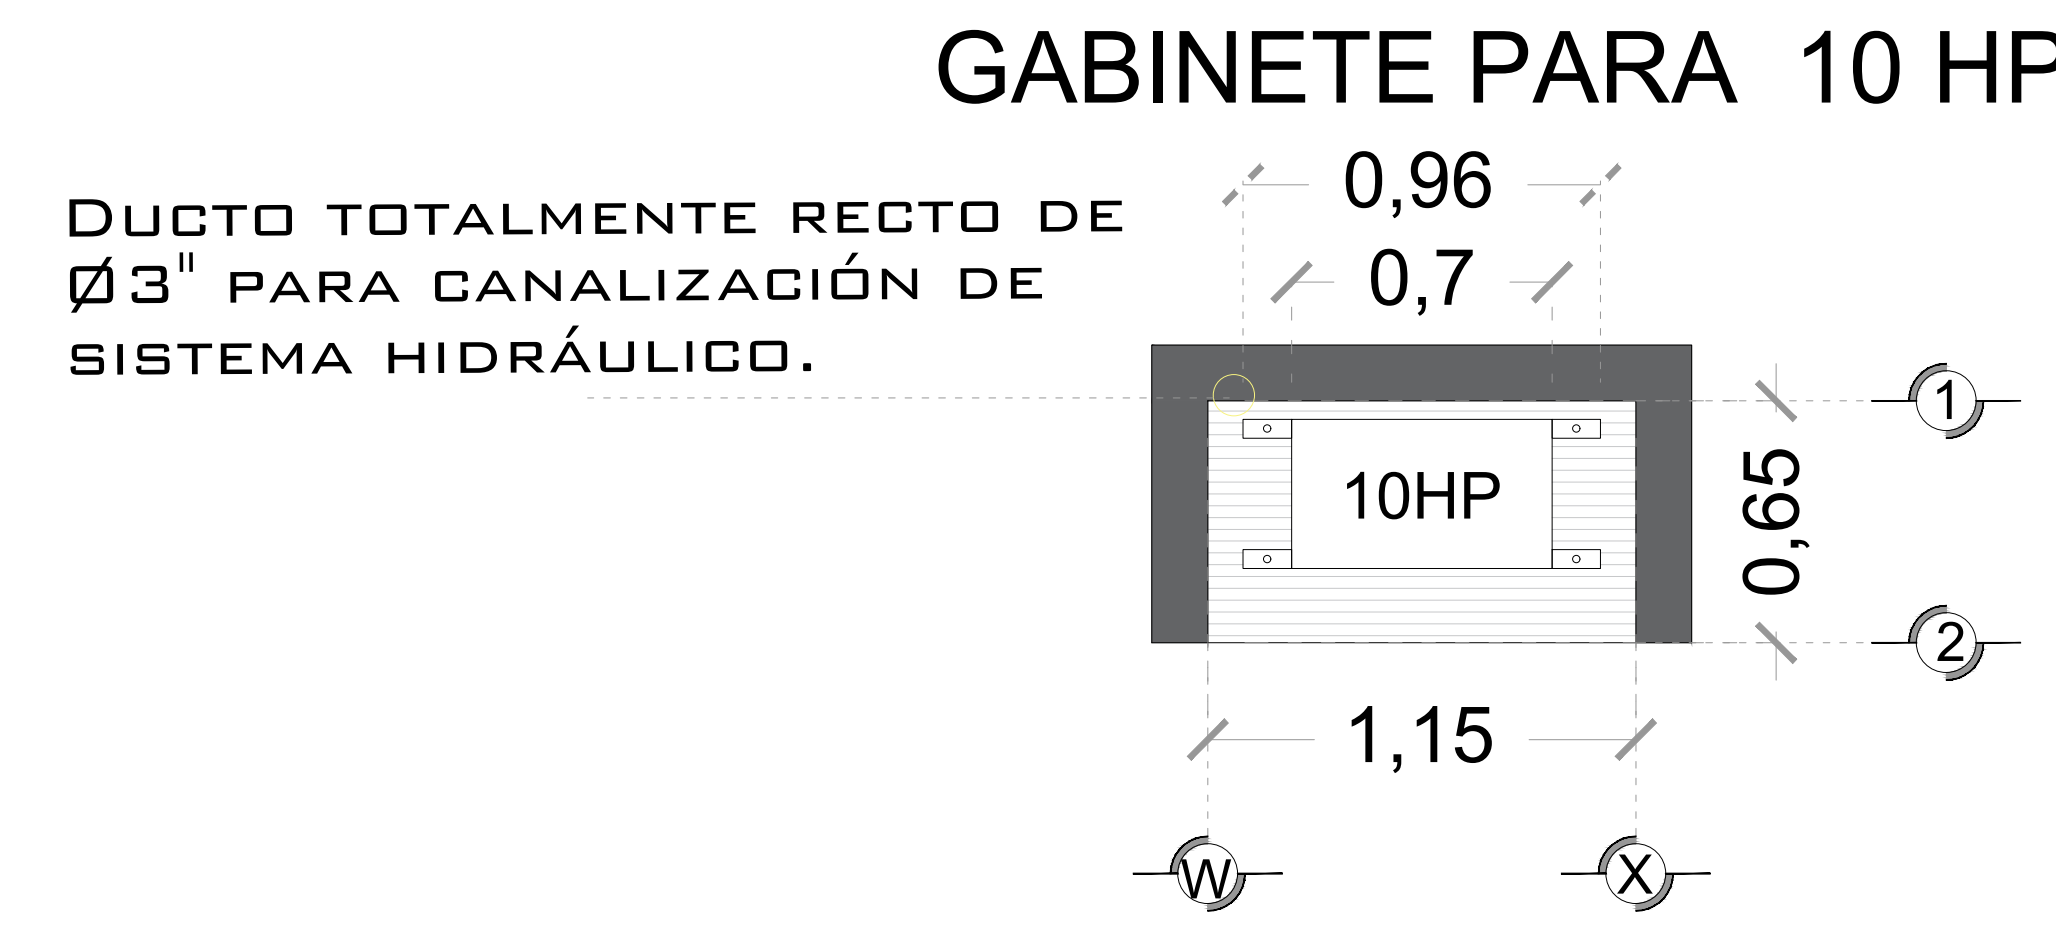 GABINETE PARA 10 HP
DUCTO TOTALMENTE RECTO DE
Ø3" PARA CANALIZACIÓN DE
SISTEMA HIDRÁULICO.
0,96
0,7
10HP
0,65
1
2
1,15
W
X